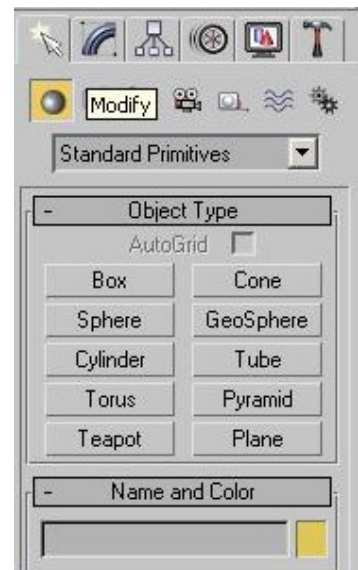 Modify
Standard Primitives
- Object Type
AutoGrid
Box Cone
Sphere GeoSphere
Cylinder Tube
Torus Pyramid
Teapot Plane
- Name and Color